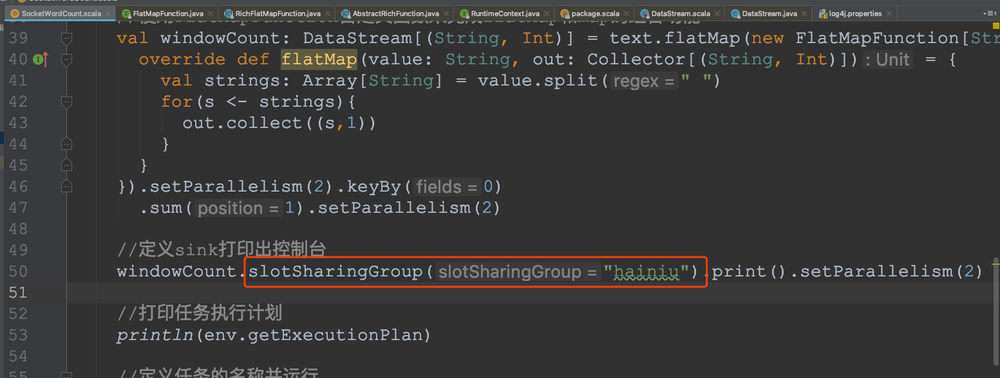 SocketWordCount.scala
SocketWordCount.scala × FlatMapFunction.java × RichFlatMapFunction.java × AbstractRichFunction.java × RuntimeContext.java × package.scala × DataStream.scala × DataStream.java × log4j.properties ×
39 val windowCount: DataStream[(String, Int)] = text.flatMap(new FlatMapFunction[Str
40 override def flatMap(value: String, out: Collector[(String, Int)]) : Unit = {
41 val strings: Array[String] = value.split( regex = " ")
42 for(s <- strings){
43 out.collect((s,1))
44 }
45 }
46 }).setParallelism(2).keyBy( fields = 0)
47 .sum( position = 1).setParallelism(2)
48
49 //定义sink打印出控制台
50 windowCount.slotSharingGroup( slotSharingGroup = "hainiu").print().setParallelism(2)
51
52 //打印任务执行计划
53 println(env.getExecutionPlan)
54
55 //定义任务的名称并运行